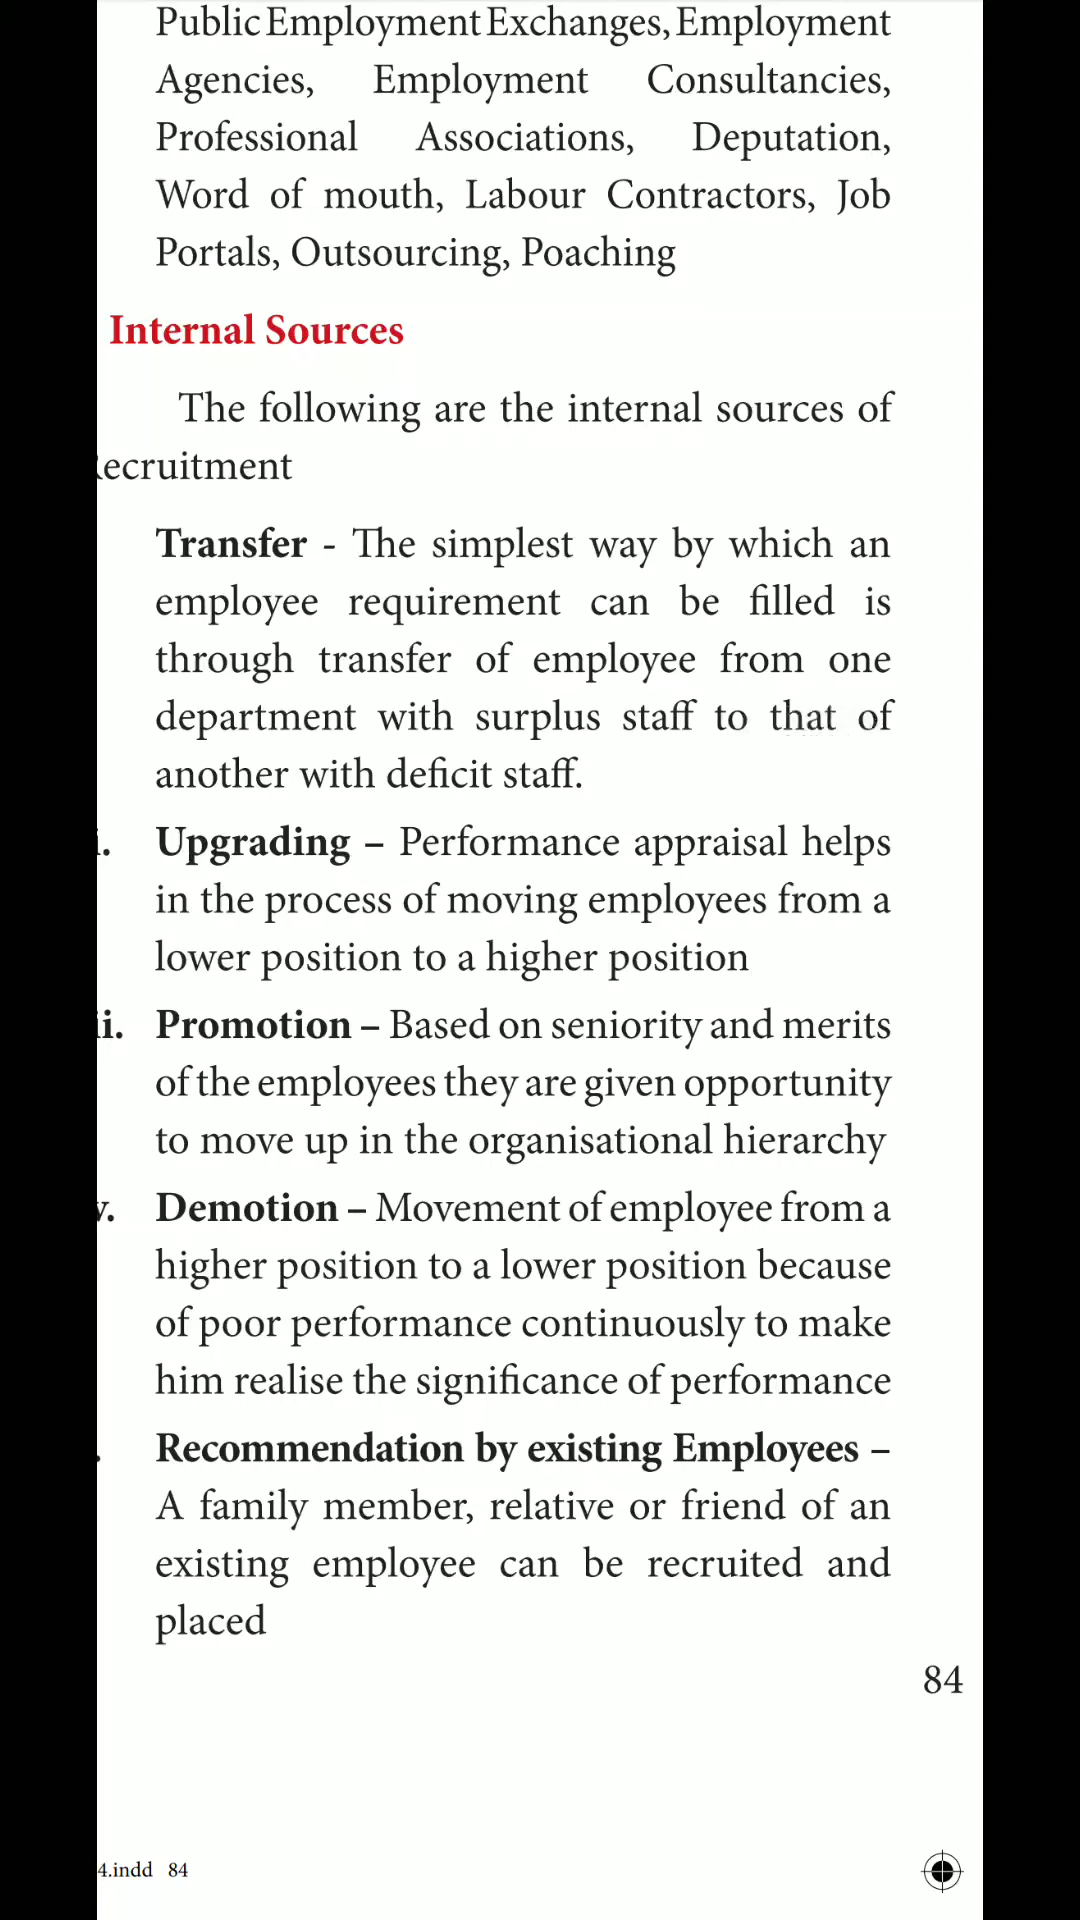 Public Employment Exchanges, Employment
Agencies, Employment Consultancies,
Professional Associations, Deputation,
Word of mouth, Labour Contractors, Job
Portals, Outsourcing, Poaching
Internal Sources
The following are the internal sources of
ecruitment
Transfer - The simplest way by which an
employee requirement can be filled is
through transfer of employee from one
department with surplus staff to that of
another with deficit staff.
i. Upgrading – Performance appraisal helps
in the process of moving employees from a
lower position to a higher position
ii. Promotion – Based on seniority and merits
of the employees they are given opportunity
to move up in the organisational hierarchy
v. Demotion – Movement of employee from a
higher position to a lower position because
of poor performance continuously to make
him realise the significance of performance
. Recommendation by existing Employees –
A family member, relative or friend of an
existing employee can be recruited and
placed
84
4.indd 84